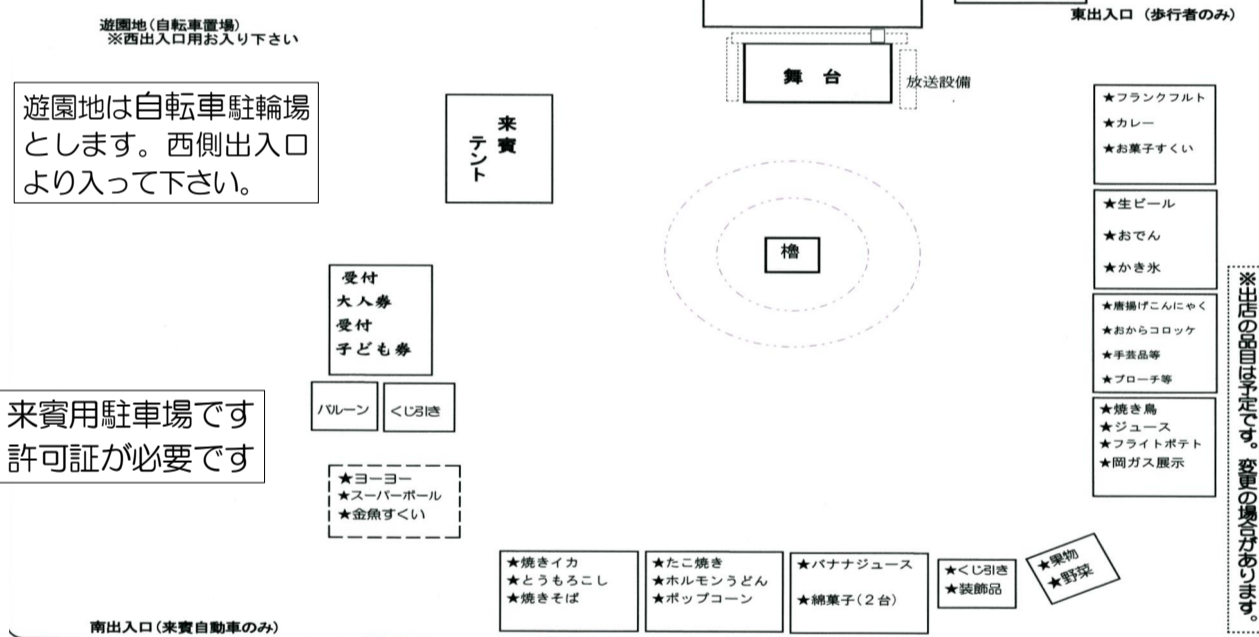 遊園地(自転車置場)
※西出入口用お入り下さい
東出入口（歩行者のみ）
遊園地は自転車駐輪場
とします。西側出入口
より入って下さい。
来賓
テント
舞 台
放送設備
櫓
受付
大人券
受付
子ども券
バルーン
くじ引き
来賓用駐車場です
許可証が必要です
★ヨーヨー
★スーパーボール
★金魚すくい
★フランクフルト
★カレー
★お菓子すくい
★生ビール
★おでん
★かき氷
★唐揚げこんにゃく
★おからコロッケ
★手芸品等
★ブローチ等
★焼き鳥
★ジュース
★フライトポテト
★岡ガス展示
※出店の品目は予定です。変更の場合があります。
★焼きイカ
★とうもろこし
★焼きそば
★たこ焼き
★ホルモンうどん
★ポップコーン
★バナナジュース
★綿菓子(２台)
★くじ引き
★装飾品
★果物
★野菜
南出入口(来賓自動車のみ)